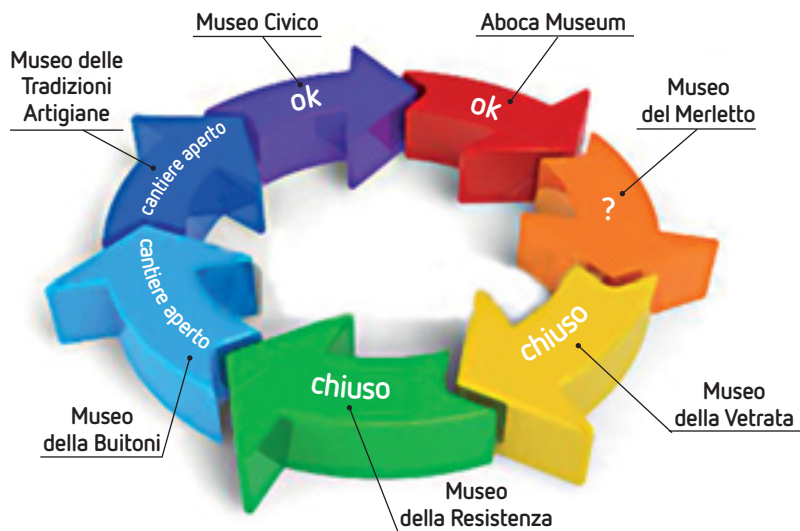 Museo Civico
ok
Aboca Museum
ok
Museo
del Merletto
?
Museo
della Vetrata
chiuso
Museo
della Resistenza
chiuso
Museo
della Buitoni
cantiere aperto
Museo delle
Tradizioni
Artigiane
cantiere aperto